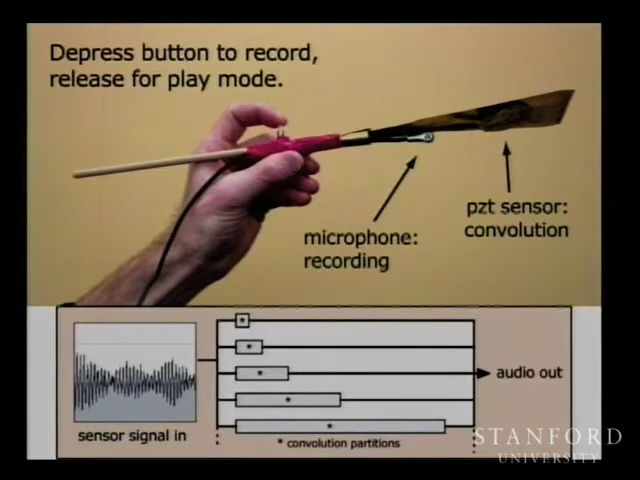 Depress button to record,
release for play mode.
microphone:
recording
pzt sensor:
convolution
*
*
*
*
*
sensor signal in
* convolution partitions
audio out
STANFORD
UNIVERSITY